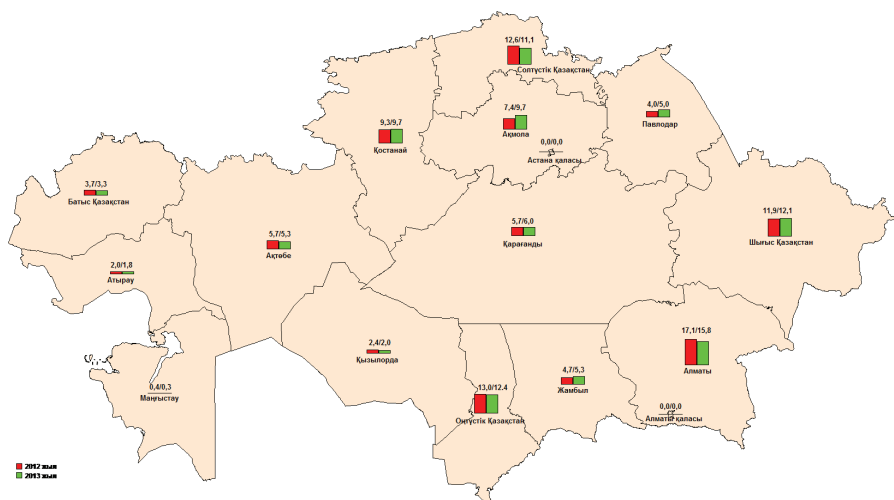 12,6/11,1
Солтүстік Қазақстан
9,3/9,7
Қостанай
7,4/9,7
Ақмола
0,0/0,0
Астана қаласы
4,0/5,0
Павлодар
3,7/3,3
Батыс Қазақстан
5,7/5,3
Ақтөбе
5,7/6,0
Қарағанды
11,9/12,1
Шығыс Қазақстан
2,0/1,8
Атырау
2,4/2,0
Қызылорда
17,1/15,8
Алматы
0,4/0,3
Маңғыстау
13,0/12.4
Оңтүстік Қазақстан
4,7/5,3
Жамбыл
0,0/0,0
Алматы қаласы
2012 жыл
2013 жыл